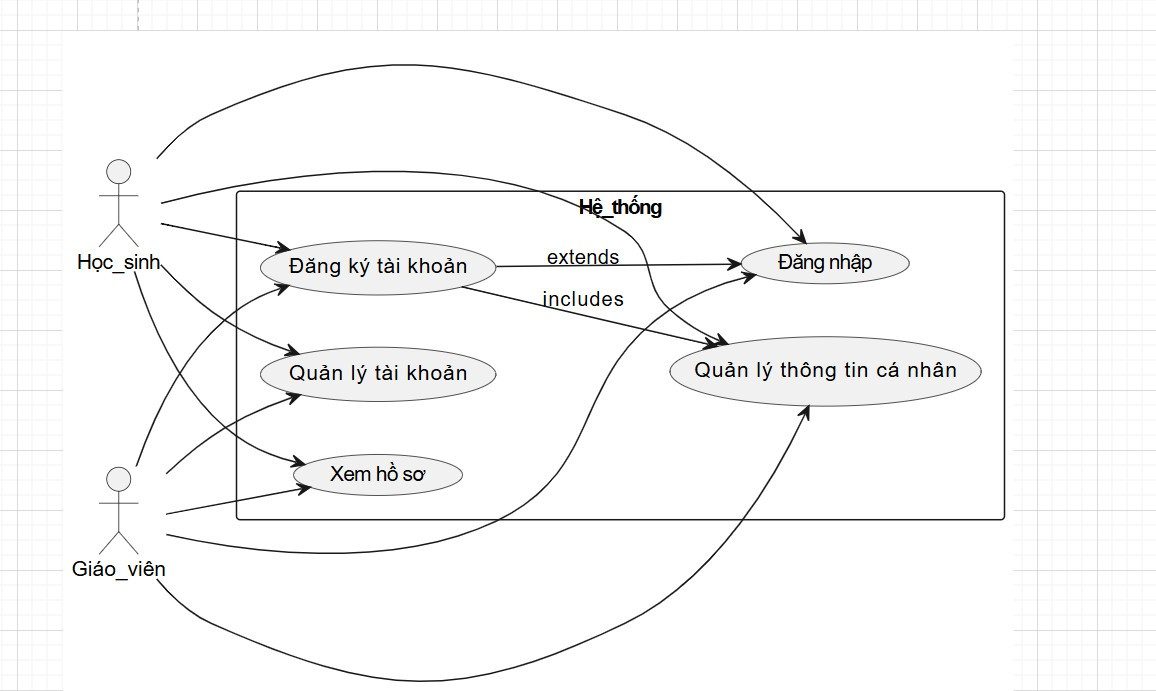 Hệ_thống
Học_sinh
Đăng ký tài khoản
extends
Đăng nhập
includes
Quản lý tài khoản
Quản lý thông tin cá nhân
Xem hồ sơ
Giáo_viên